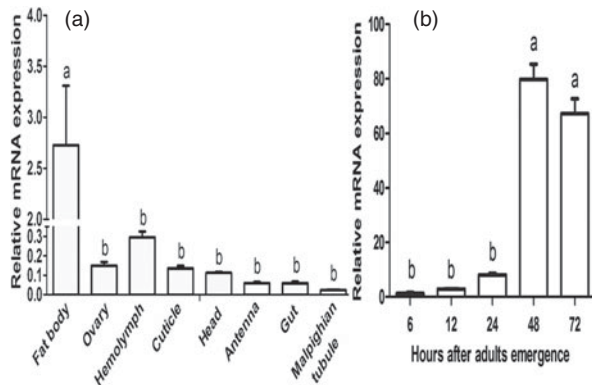 (a)
Relative mRNA expression
4.0
3.5
3.0
2.5
2.0
0.3
0.2
0.1
0.0
a
b
b
b
b
b
b
b
Fat body
Ovary
Hemolymph
Cuticle
Head
Antenna
Gut
Malpighian
tubule
(b)
Relative mRNA expression
100
80
60
40
20
0
b
b
b
a
a
6
12
24
48
72
Hours after adults emergence